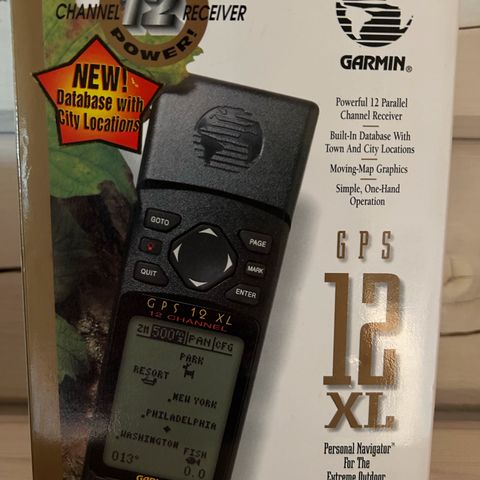 CHANNEL 12 RECEIVER
POWER!
NEW!
Database with
City Locations
GARMIN®
Powerful 12 Parallel
Channel Receiver
Built-In Database With
Town And City Locations
Moving-Map Graphics
Simple, One-Hand
Operation
GPS
12
XL
Personal Navigator™
For The
Extreme Outdoor
GOTO
PAGE
MARK
QUIT
ENTER
GPS 12 XL
12 CHANNEL
PAN CFG
PARK
RESORT
NEW YORK
PHILADELPHIA
WASHINGTON FISH
013° 0.0